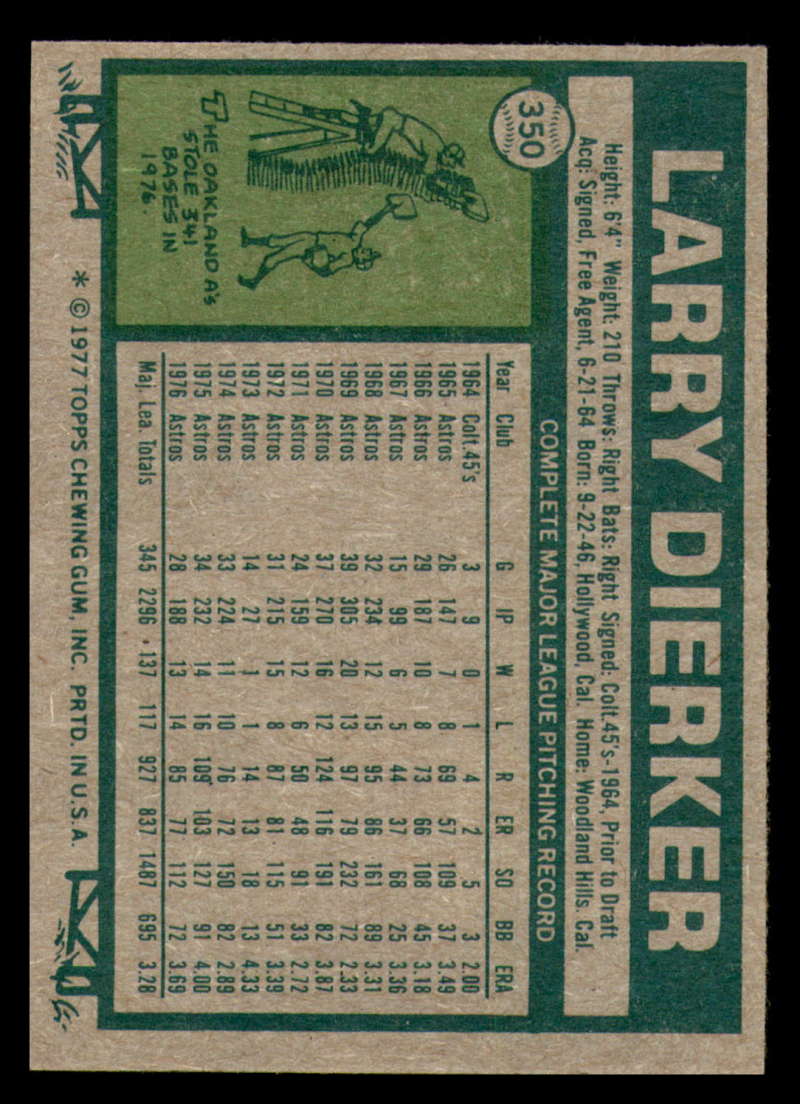 350
LARRY DIERKER
Height: 6'4" Weight: 210 Throws: Right Bats: Right Signed: Colt.45's-1964, Prior to Draft
Acq: Signed, Free Agent, 6-21-64 Born: 9-22-46, Hollywood, Cal. Home: Woodland Hills, Cal.
THE OAKLAND A's
STOLE 341
BASES IN
1976.
COMPLETE MAJOR LEAGUE PITCHING RECORD
Year Club G IP W L R ER SO BB ERA
1964 Colt.45's 3 9 0 1 4 2 5 3 2.00
1965 Astros 26 147 7 8 69 57 109 37 3.49
1966 Astros 29 187 10 8 73 66 108 45 3.18
1967 Astros 15 99 6 5 44 37 68 25 3.36
1968 Astros 32 234 12 15 95 86 161 89 3.31
1969 Astros 39 305 20 13 97 79 232 72 2.33
1970 Astros 37 270 16 12 124 116 191 82 3.87
1971 Astros 24 159 12 6 50 48 91 33 2.72
1972 Astros 31 215 15 8 87 81 115 51 3.39
1973 Astros 14 27 1 1 14 13 18 13 4.33
1974 Astros 33 224 11 10 76 72 150 82 2.89
1975 Astros 34 232 14 16 109 103 127 91 4.00
1976 Astros 28 188 13 14 85 77 112 72 3.69
Maj. Lea. Totals 345 2296 137 117 927 837 1487 695 3.28
* © 1977 TOPPS CHEWING GUM, INC. PRTD. IN U.S.A.